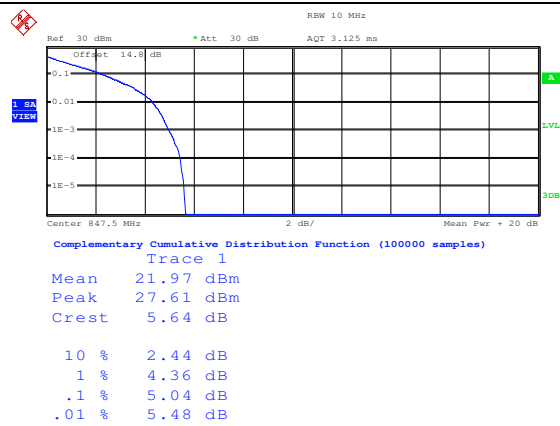 RBW 10 MHz
Ref 30 dBm * Att 30 dB AQT 3.125 ms
Offset 14.8 dB
0.1
A
0.01
1 SA
VIEW
1E-3
LVL
1E-4
1E-5
3DB
Center 847.5 MHz 2 dB/ Mean Pwr + 20 dB
Complementary Cumulative Distribution Function (100000 samples)
Trace 1
Mean 21.97 dBm
Peak 27.61 dBm
Crest 5.64 dB
10 % 2.44 dB
1 % 4.36 dB
.1 % 5.04 dB
.01 % 5.48 dB